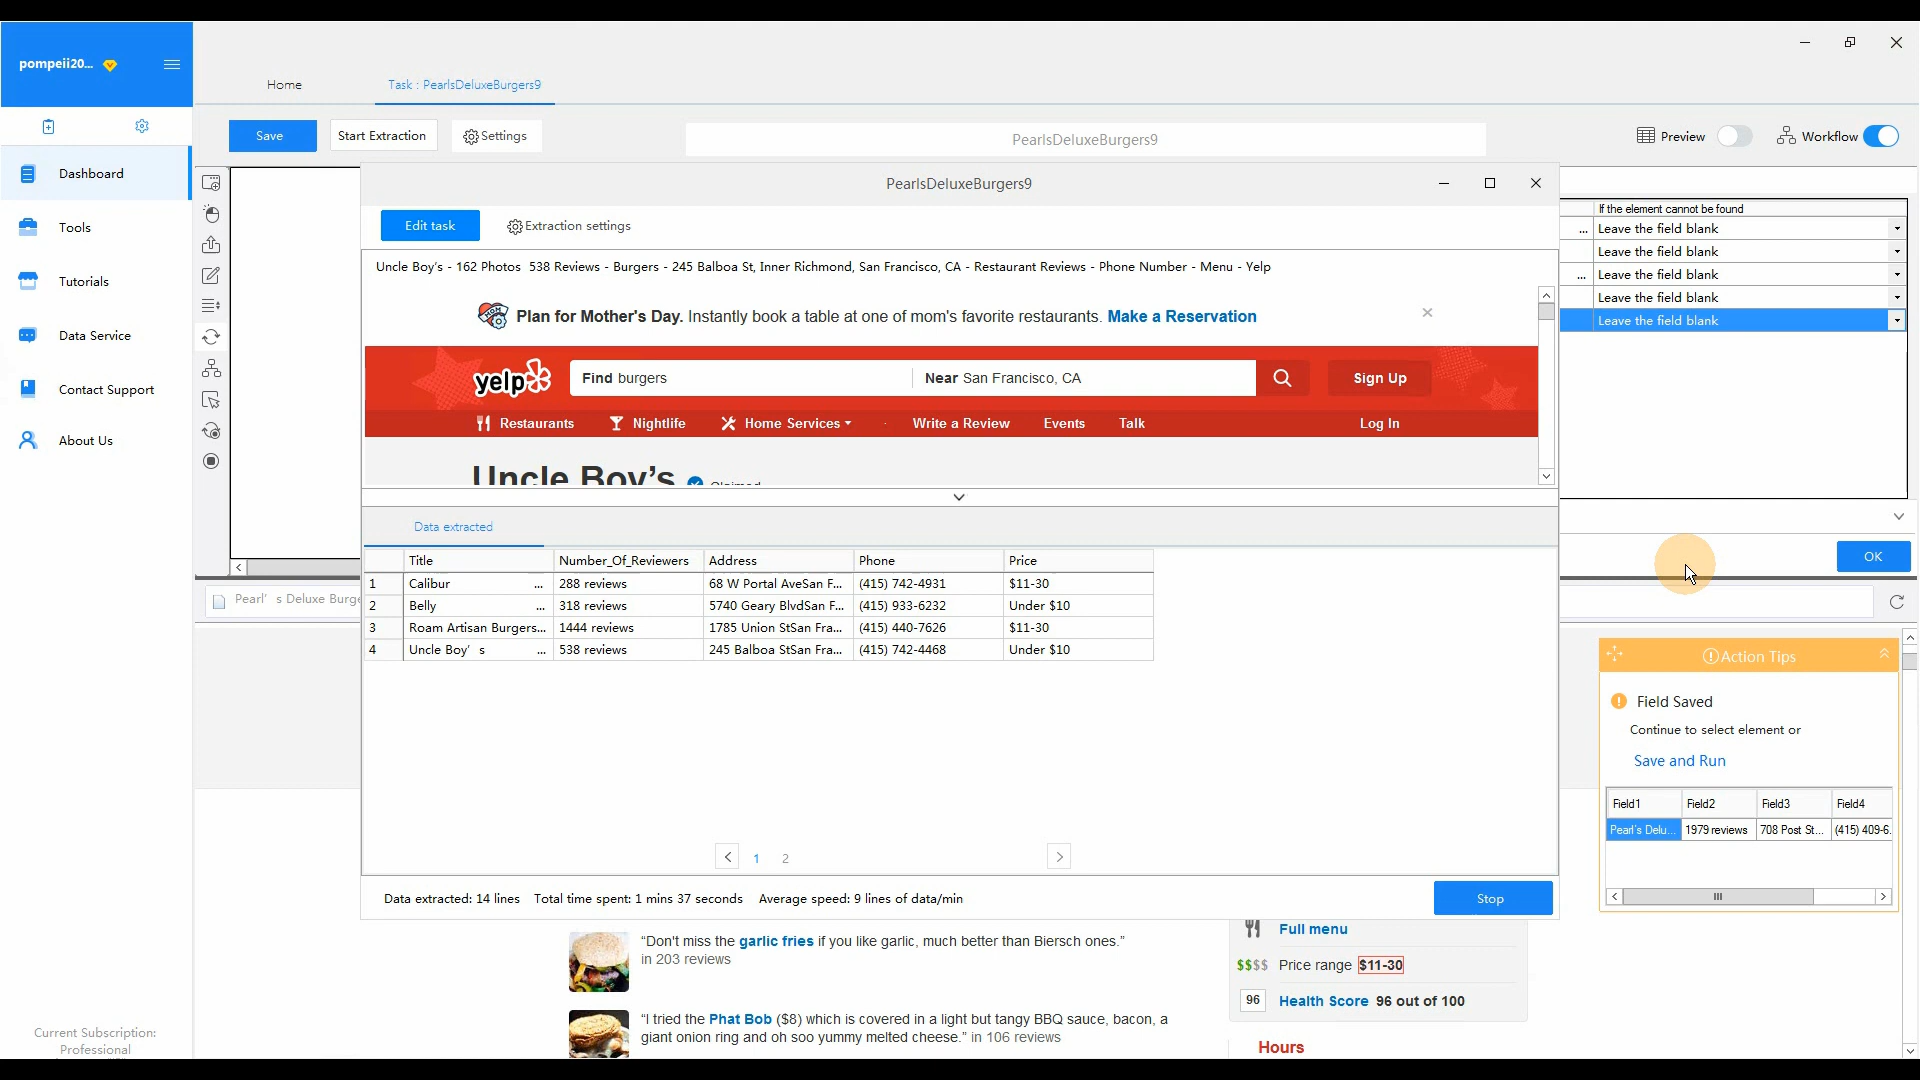 pompeii20...
Home
Task : PearlsDeluxeBurgers9
Save
Start Extraction
Settings
PearlsDeluxeBurgers9
Preview
Workflow
Dashboard
Tools
Tutorials
Data Service
Contact Support
About Us
Current Subscription:
Professional
PearlsDeluxeBurgers9
Edit task
Extraction settings
Uncle Boy's - 162 Photos 538 Reviews - Burgers - 245 Balboa St, Inner Richmond, San Francisco, CA - Restaurant Reviews - Phone Number - Menu - Yelp
Plan for Mother's Day. Instantly book a table at one of mom's favorite restaurants. Make a Reservation
yelp
Find burgers
Near San Francisco, CA
Sign Up
Restaurants
Nightlife
Home Services
Write a Review
Events
Talk
Log In
Uncle Boy's
Claimed
Data extracted
Title Number_Of_Reviewers Address Phone Price
1 Calibur ... 288 reviews 68 W Portal AveSan F... (415) 742-4931 $11-30
2 Belly ... 318 reviews 5740 Geary BlvdSan F... (415) 933-6232 Under $10
3 Roam Artisan Burgers... 1444 reviews 1785 Union StSan Fra... (415) 440-7626 $11-30
4 Uncle Boy's ... 538 reviews 245 Balboa StSan Fra... (415) 742-4468 Under $10
1 2
Data extracted: 14 lines Total time spent: 1 mins 37 seconds Average speed: 9 lines of data/min
Stop
If the element cannot be found
... Leave the field blank
Leave the field blank
... Leave the field blank
Leave the field blank
Leave the field blank
OK
Pearl's Deluxe Burge
Action Tips
Field Saved
Continue to select element or
Save and Run
Field1 Field2 Field3 Field4
Pearl's Delu... 1979 reviews 708 Post St... (415) 409-6.
"Don't miss the garlic fries if you like garlic, much better than Biersch ones."
in 203 reviews
"I tried the Phat Bob ($8) which is covered in a light but tangy BBQ sauce, bacon, a
giant onion ring and oh soo yummy melted cheese." in 106 reviews
Full menu
$$$$ Price range $11-30
96 Health Score 96 out of 100
Hours